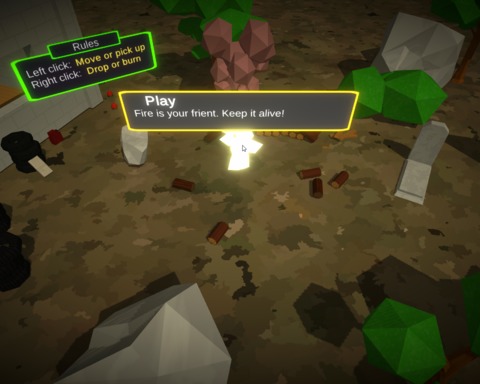 Rules
Left click: Move or pick up
Right click: Drop or burn
Play
Fire is your frient. Keep it alive!